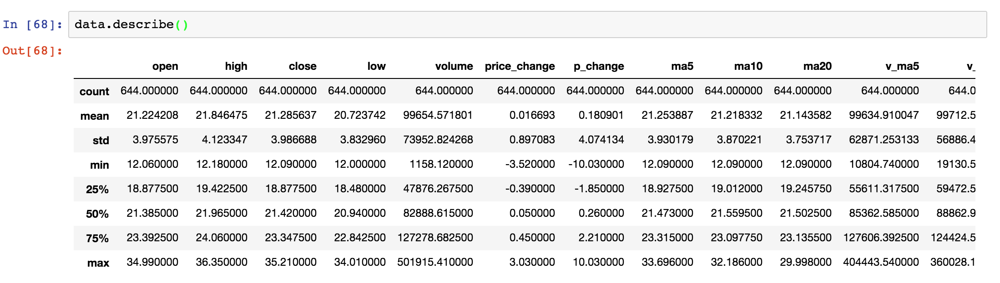 In [68]: data.describe()
Out[68]:
open high close low volume price_change p_change ma5 ma10 ma20 v_ma5 v_
count 644.000000 644.000000 644.000000 644.000000 644.000000 644.000000 644.000000 644.000000 644.000000 644.000000 644.000000 644.0
mean 21.224208 21.846475 21.285637 20.723742 99654.571801 0.016693 0.180901 21.253887 21.218332 21.143582 99634.910047 99712.5
std 3.975575 4.123347 3.986688 3.832960 73952.824268 0.897083 4.074134 3.930179 3.870221 3.753717 62871.253133 56886.4
min 12.060000 12.180000 12.090000 12.000000 1158.120000 -3.520000 -10.030000 12.090000 12.090000 12.090000 10804.740000 19130.5
25% 18.877500 19.422500 18.877500 18.480000 47876.267500 -0.390000 -1.850000 18.927500 19.012000 19.245750 55611.317500 59472.5
50% 21.385000 21.965000 21.420000 20.940000 82888.615000 0.050000 0.260000 21.473000 21.559500 21.502500 85362.585000 88862.9
75% 23.392500 24.060000 23.347500 22.842500 127278.682500 0.450000 2.210000 23.315000 23.097750 23.135500 127606.392500 124424.5
max 34.990000 36.350000 35.210000 34.010000 501915.410000 3.030000 10.030000 33.696000 32.186000 29.998000 404443.540000 360028.1